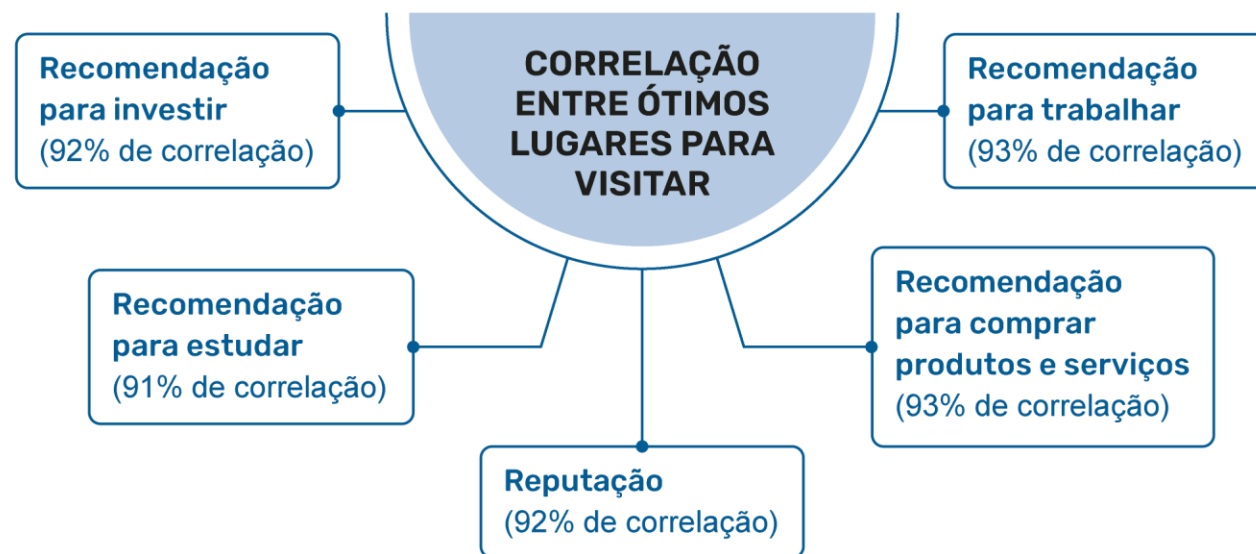 CORRELAÇÃO
ENTRE ÓTIMOS
LUGARES PARA
VISITAR
Recomendação
para investir
(92% de correlação)
Recomendação
para trabalhar
(93% de correlação)
Recomendação
para estudar
(91% de correlação)
Recomendação
para comprar
produtos e serviços
(93% de correlação)
Reputação
(92% de correlação)